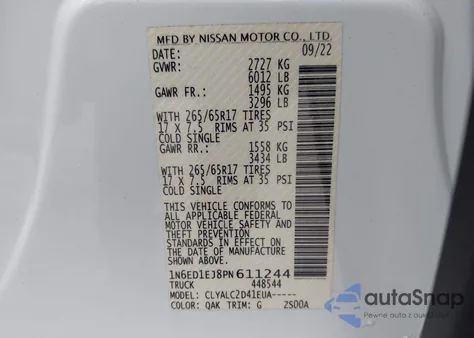 MFD BY NISSAN MOTOR CO., LTD.
DATE: 09/22
GVWR: 2727 KG
6012 LB
GAWR FR.: 1495 KG
3296 LB
WITH 265/65R17 TIRES
17 X 7.5 RIMS AT 35 PSI
COLD SINGLE
GAWR RR.: 1558 KG
3434 LB
WITH 265/65R17 TIRES
17 X 7.5 RIMS AT 35 PSI
COLD SINGLE
THIS VEHICLE CONFORMS TO
ALL APPLICABLE FEDERAL
MOTOR VEHICLE SAFETY AND
THEFT PREVENTION
STANDARDS IN EFFECT ON
THE DATE OF MANUFACTURE
SHOWN ABOVE.
1N6ED1EJ8PN611244
TRUCK 448544
MODEL: CLYALC2D41EUA-----
COLOR: QAK TRIM: G ZS00A
autoSnap
Pewne auto z aukcji